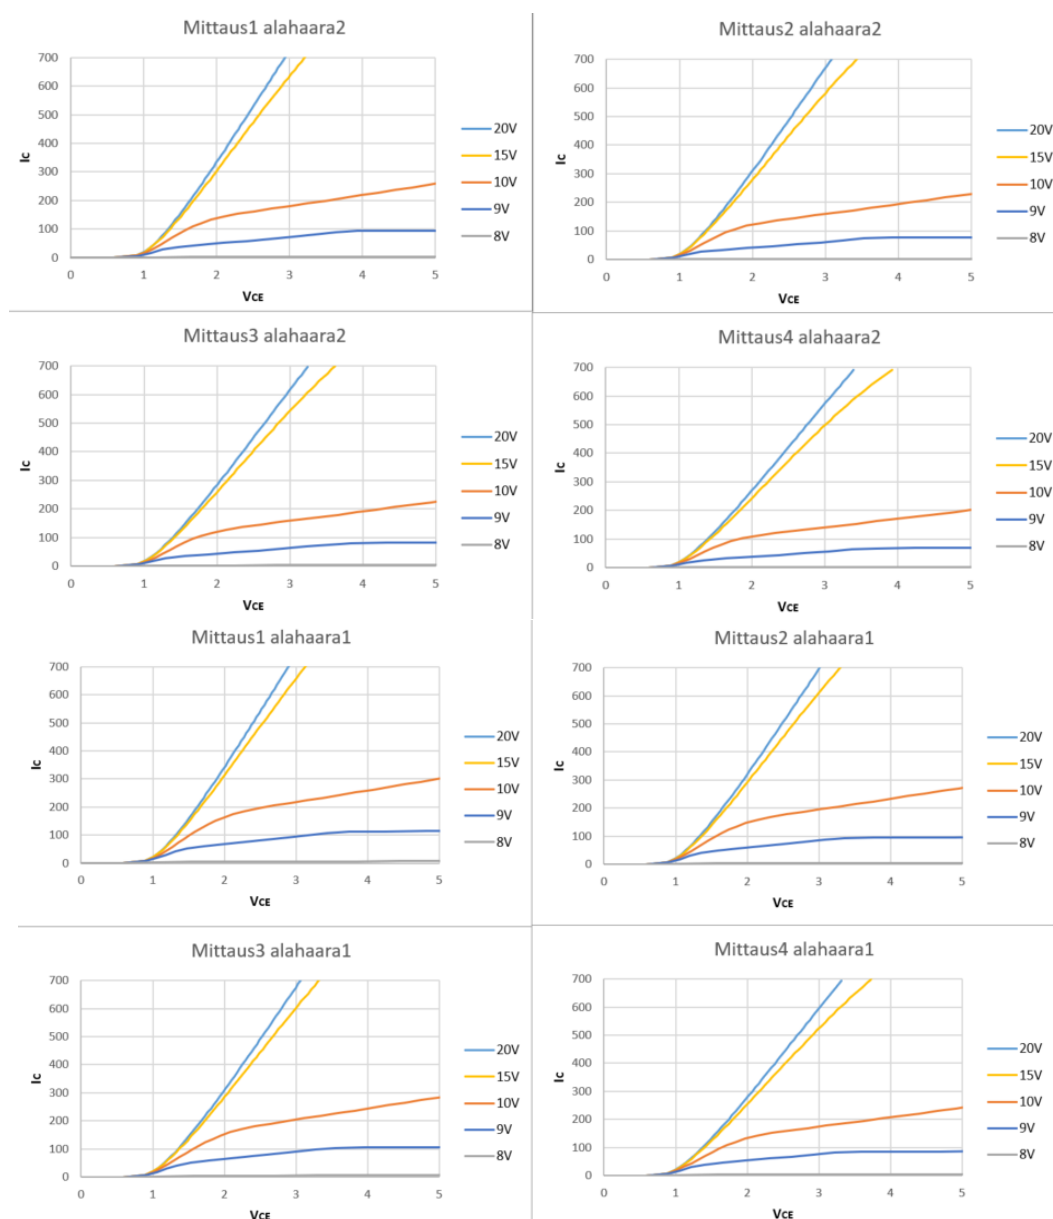 Mittaus1 alahaara2
700
600
500
400
300
200
100
0
0 1 2 3 4 5
Ic
VCE
20V
15V
10V
9V
8V
Mittaus2 alahaara2
700
600
500
400
300
200
100
0
0 1 2 3 4 5
Ic
VCE
20V
15V
10V
9V
8V
Mittaus3 alahaara2
700
600
500
400
300
200
100
0
0 1 2 3 4 5
Ic
VCE
20V
15V
10V
9V
8V
Mittaus4 alahaara2
700
600
500
400
300
200
100
0
0 1 2 3 4 5
Ic
VCE
20V
15V
10V
9V
8V
Mittaus1 alahaara1
700
600
500
400
300
200
100
0
0 1 2 3 4 5
Ic
VCE
20V
15V
10V
9V
8V
Mittaus2 alahaara1
700
600
500
400
300
200
100
0
0 1 2 3 4 5
Ic
VCE
20V
15V
10V
9V
8V
Mittaus3 alahaara1
700
600
500
400
300
200
100
0
0 1 2 3 4 5
Ic
VCE
20V
15V
10V
9V
8V
Mittaus4 alahaara1
700
600
500
400
300
200
100
0
0 1 2 3 4 5
Ic
VCE
20V
15V
10V
9V
8V